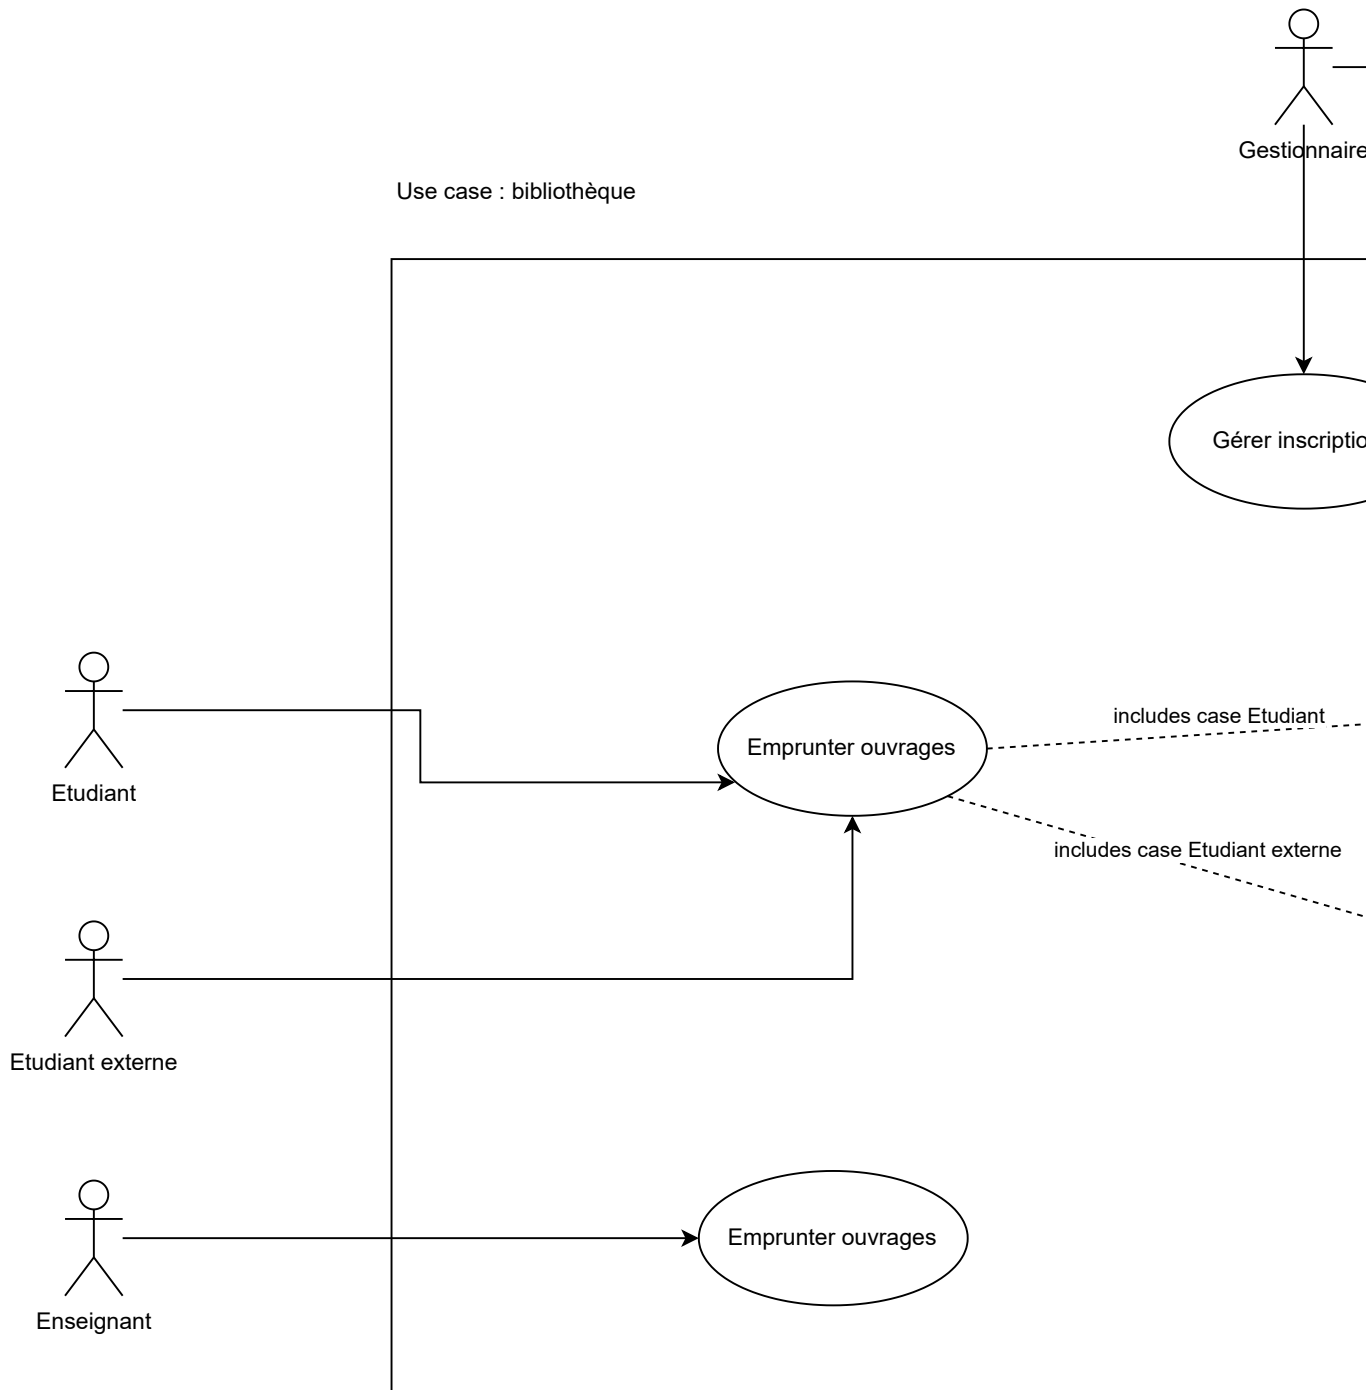 Gestionnaire
Use case : bibliothèque
Gérer inscriptio
includes case Etudiant
Emprunter ouvrages
Etudiant
includes case Etudiant externe
Etudiant externe
Emprunter ouvrages
Enseignant